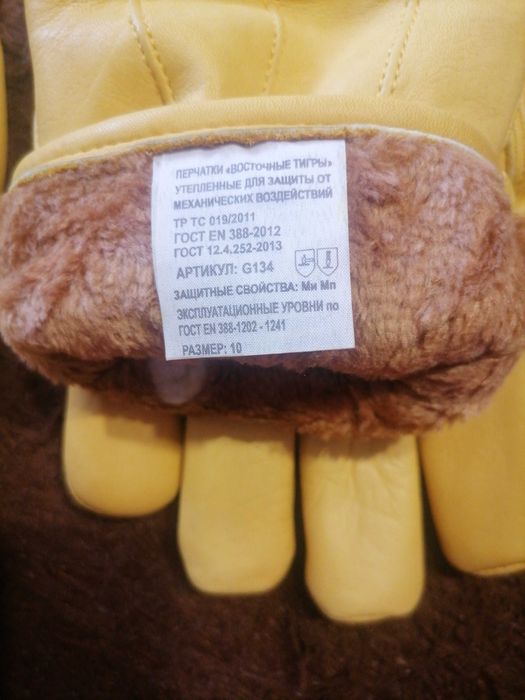 ПЕРЧАТКИ «ВОСТОЧНЫЕ ТИГРЫ»
УТЕПЛЕННЫЕ ДЛЯ ЗАЩИТЫ ОТ
МЕХАНИЧЕСКИХ ВОЗДЕЙСТВИЙ
ТР ТС 019/2011
ГОСТ EN 388-2012
ГОСТ 12.4.252-2013
АРТИКУЛ: G134
ЗАЩИТНЫЕ СВОЙСТВА: Ми Мп
ЭКСПЛУАТАЦИОННЫЕ УРОВНИ по
ГОСТ EN 388-1202 - 1241
РАЗМЕР: 10